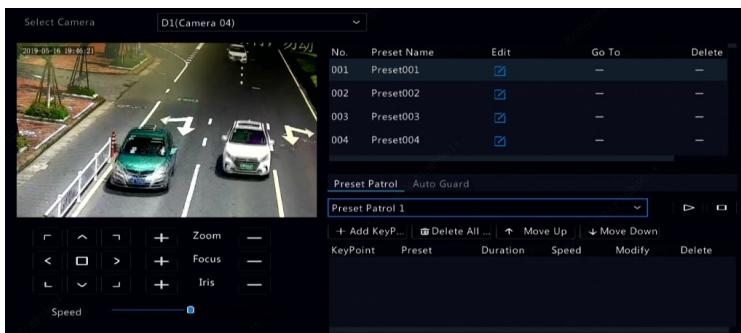 Select Camera D1(Camera 04)
2019-05-16 19:46:21
No. Preset Name Edit Go To Delete
001 Preset001
002 Preset002
003 Preset003
004 Preset004
Preset Patrol Auto Guard
Preset Patrol 1
+ Add KeyP... Delete All ... Move Up Move Down
KeyPoint Preset Duration Speed Modify Delete
Zoom
Focus
Iris
Speed